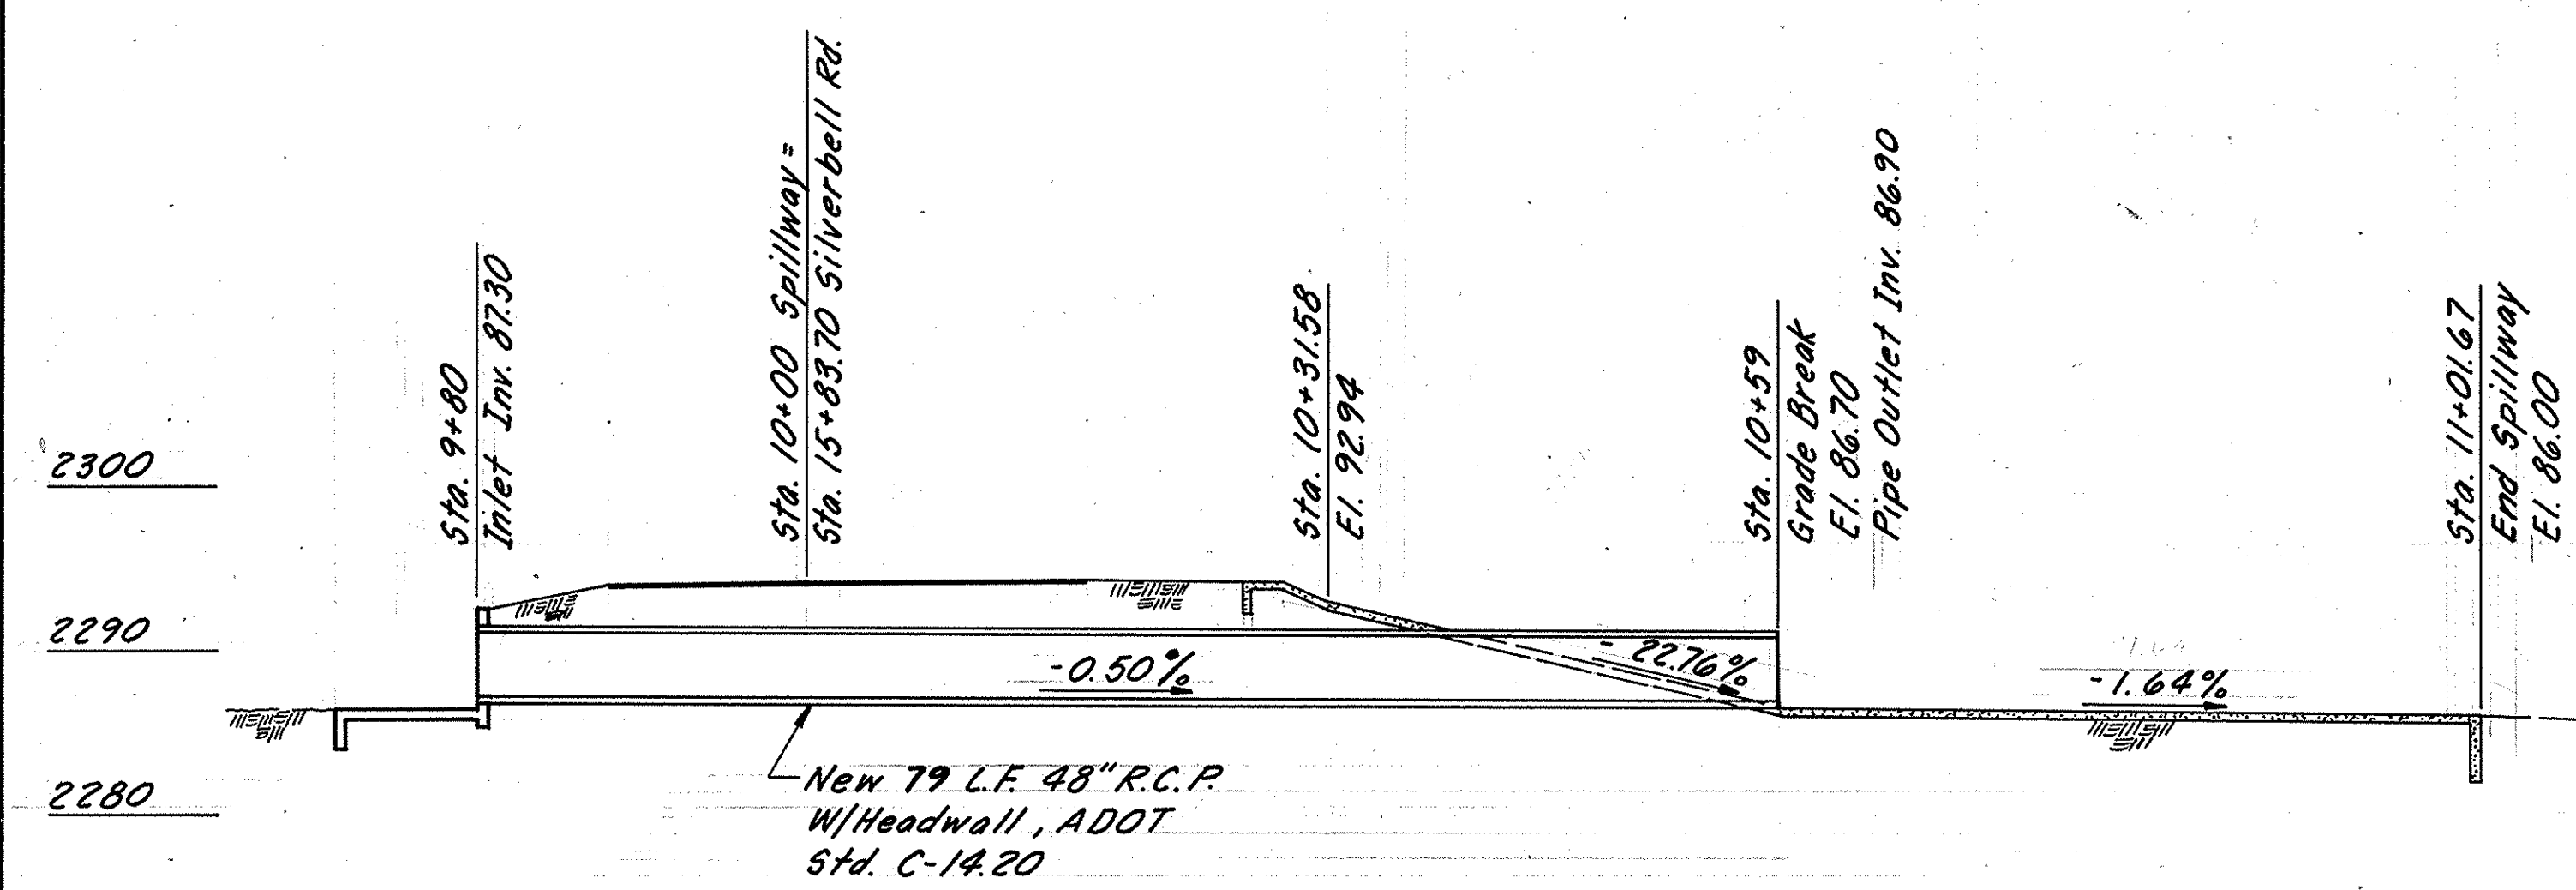 Sta. 9+80
Inlet Inv. 87.30
Sta. 10+00 Spillway =
Sta. 15+83.70 Silverbell Rd.
Sta. 10+31.58
El. 92.94
Sta. 10+59
Grade Break
El. 86.70
Pipe Outlet Inv. 86.90
Sta. 11+01.67
End Spillway
El. 86.00
2300
2290
2280
-0.50%
- 22.76%
1.64
-1.64%
New 79 L.F. 48" R.C.P.
W/Headwall, ADOT
Std. C-14.20